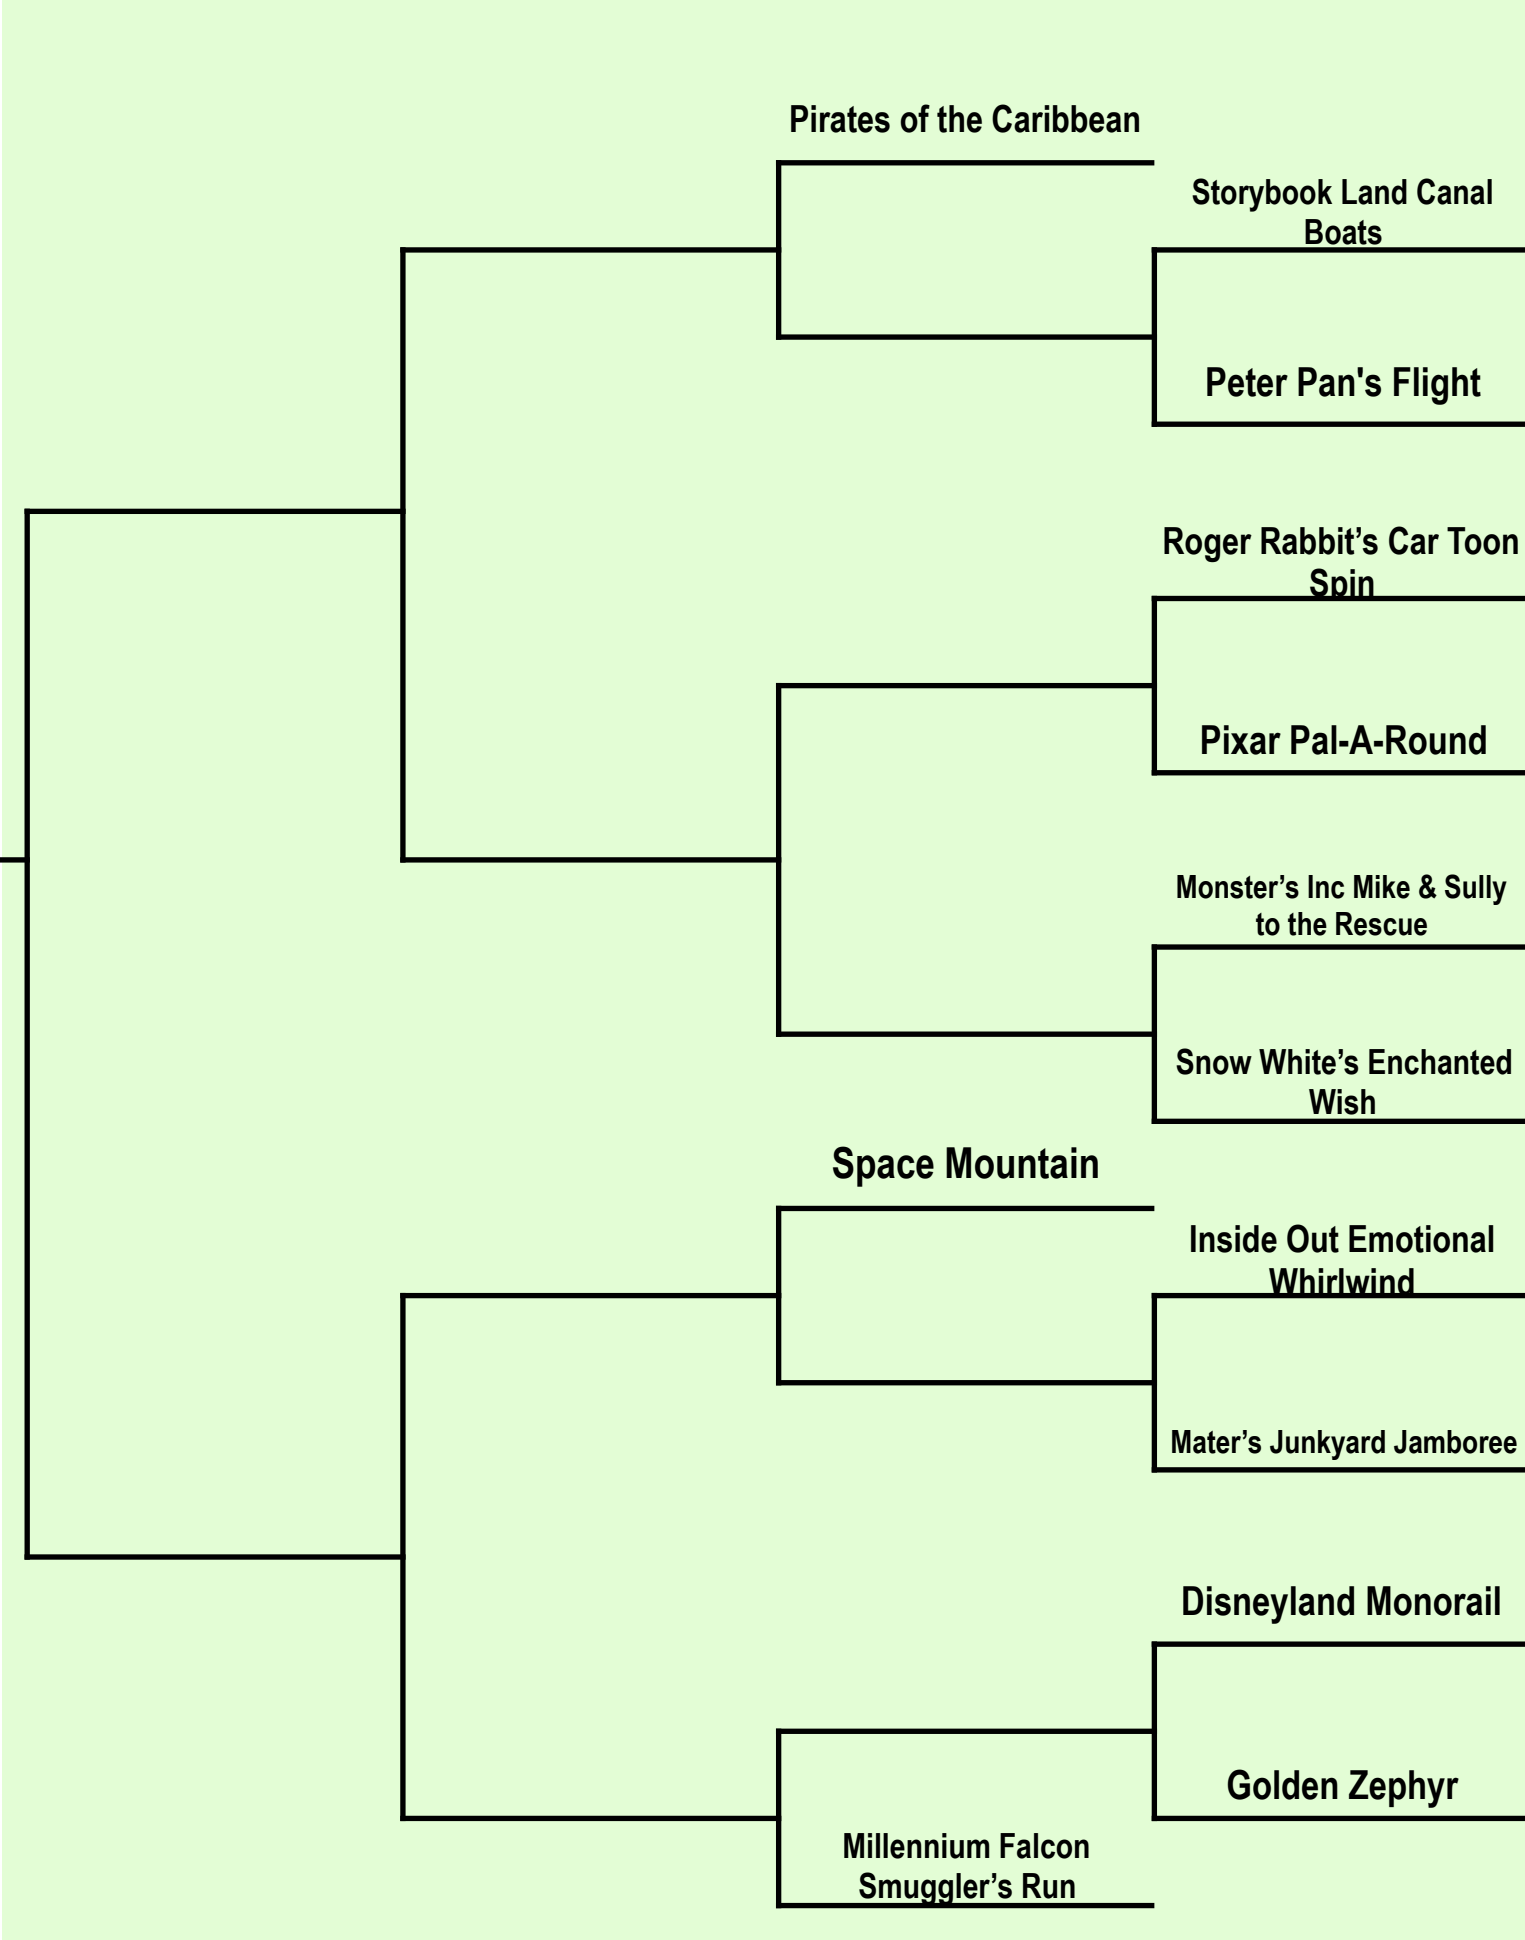 Pirates of the Caribbean
Storybook Land Canal
Boats
Peter Pan's Flight
Roger Rabbit’s Car Toon
Spin
Pixar Pal-A-Round
Monster’s Inc Mike & Sully
to the Rescue
Snow White’s Enchanted
Wish
Space Mountain
Inside Out Emotional
Whirlwind
Mater’s Junkyard Jamboree
Disneyland Monorail
Golden Zephyr
Millennium Falcon
Smuggler’s Run